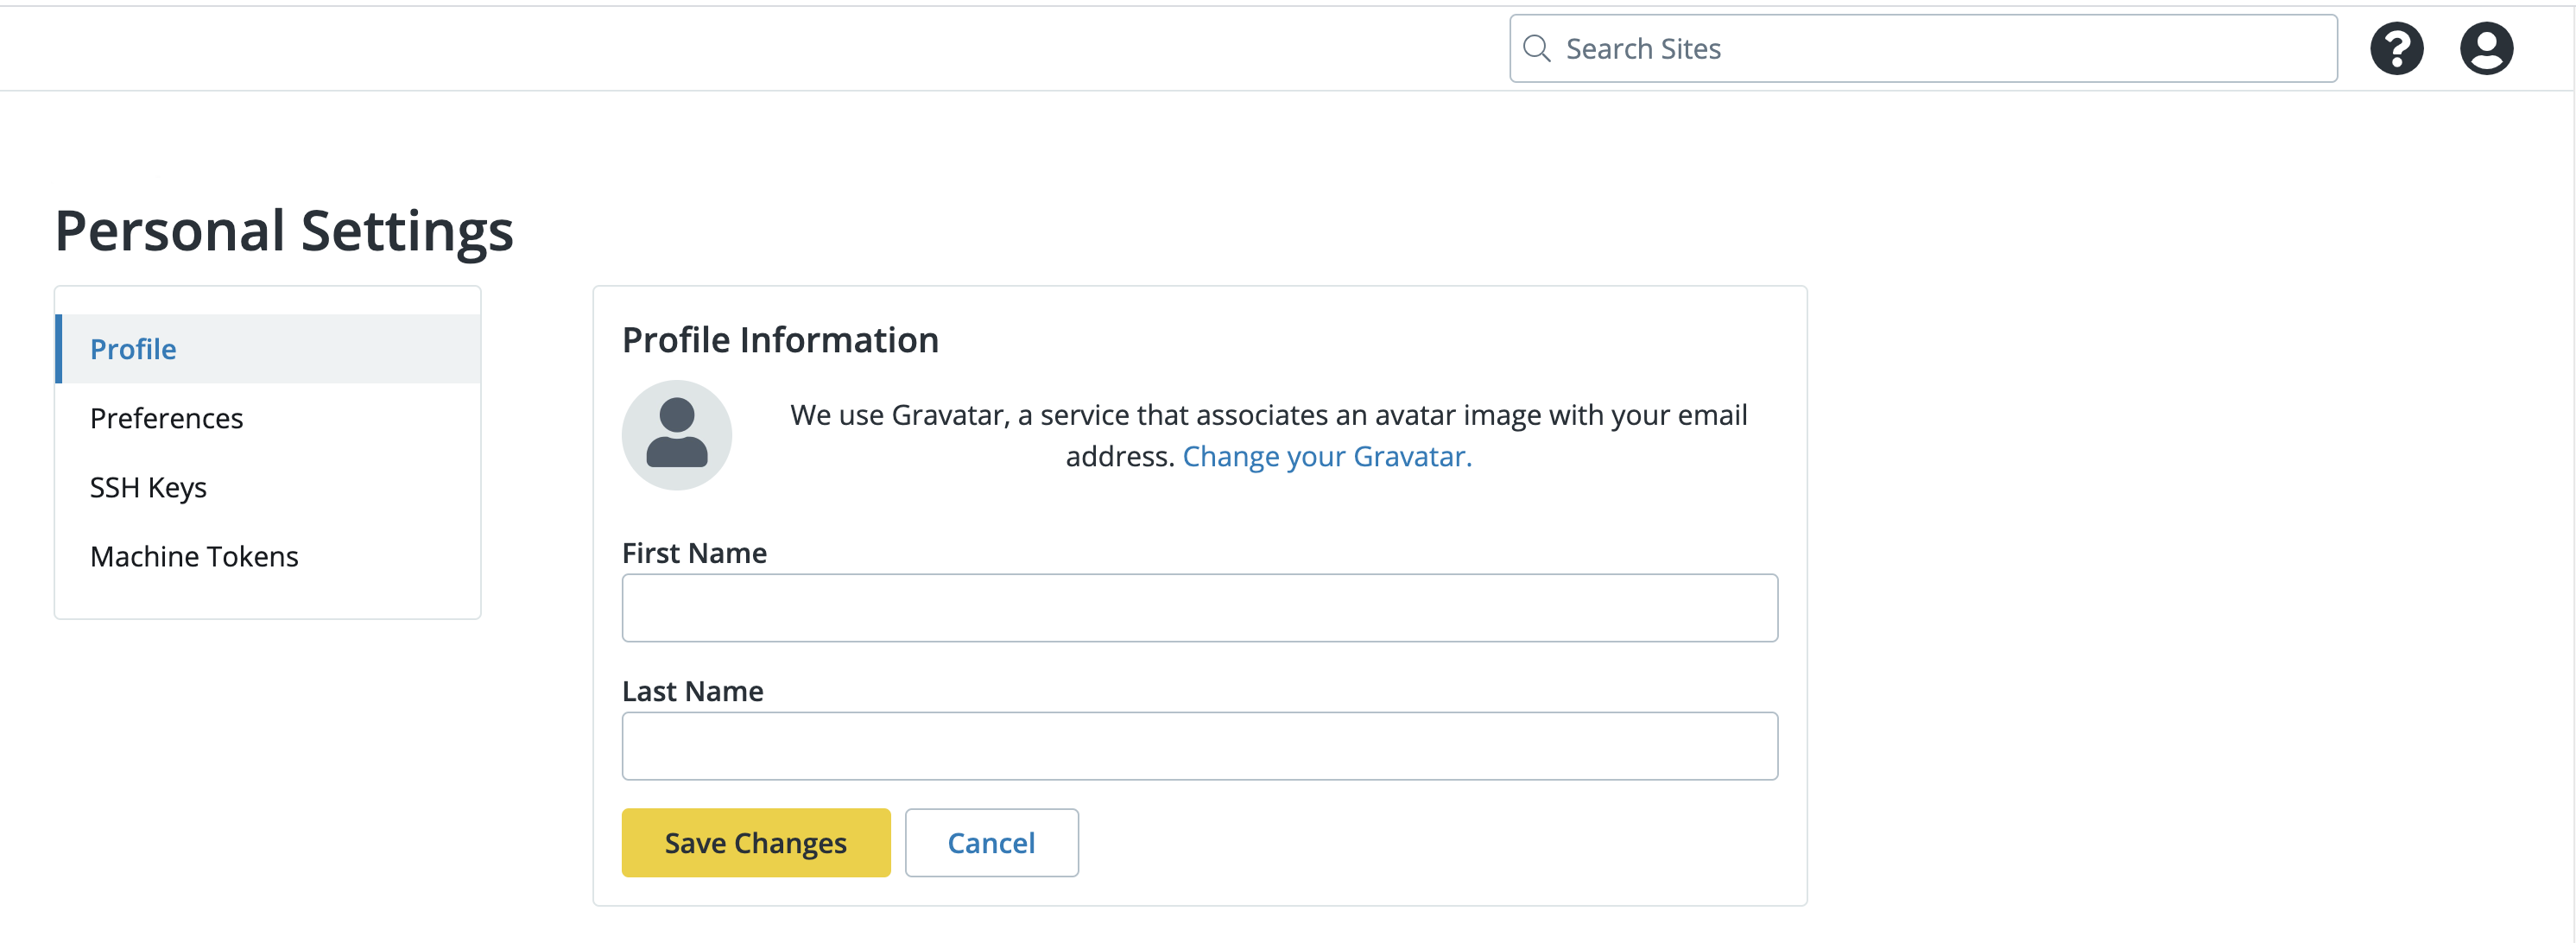 Search Sites
Personal Settings
Profile
Preferences
SSH Keys
Machine Tokens
Profile Information
We use Gravatar, a service that associates an avatar image with your email
address. Change your Gravatar.
First Name
Last Name
Save Changes
Cancel